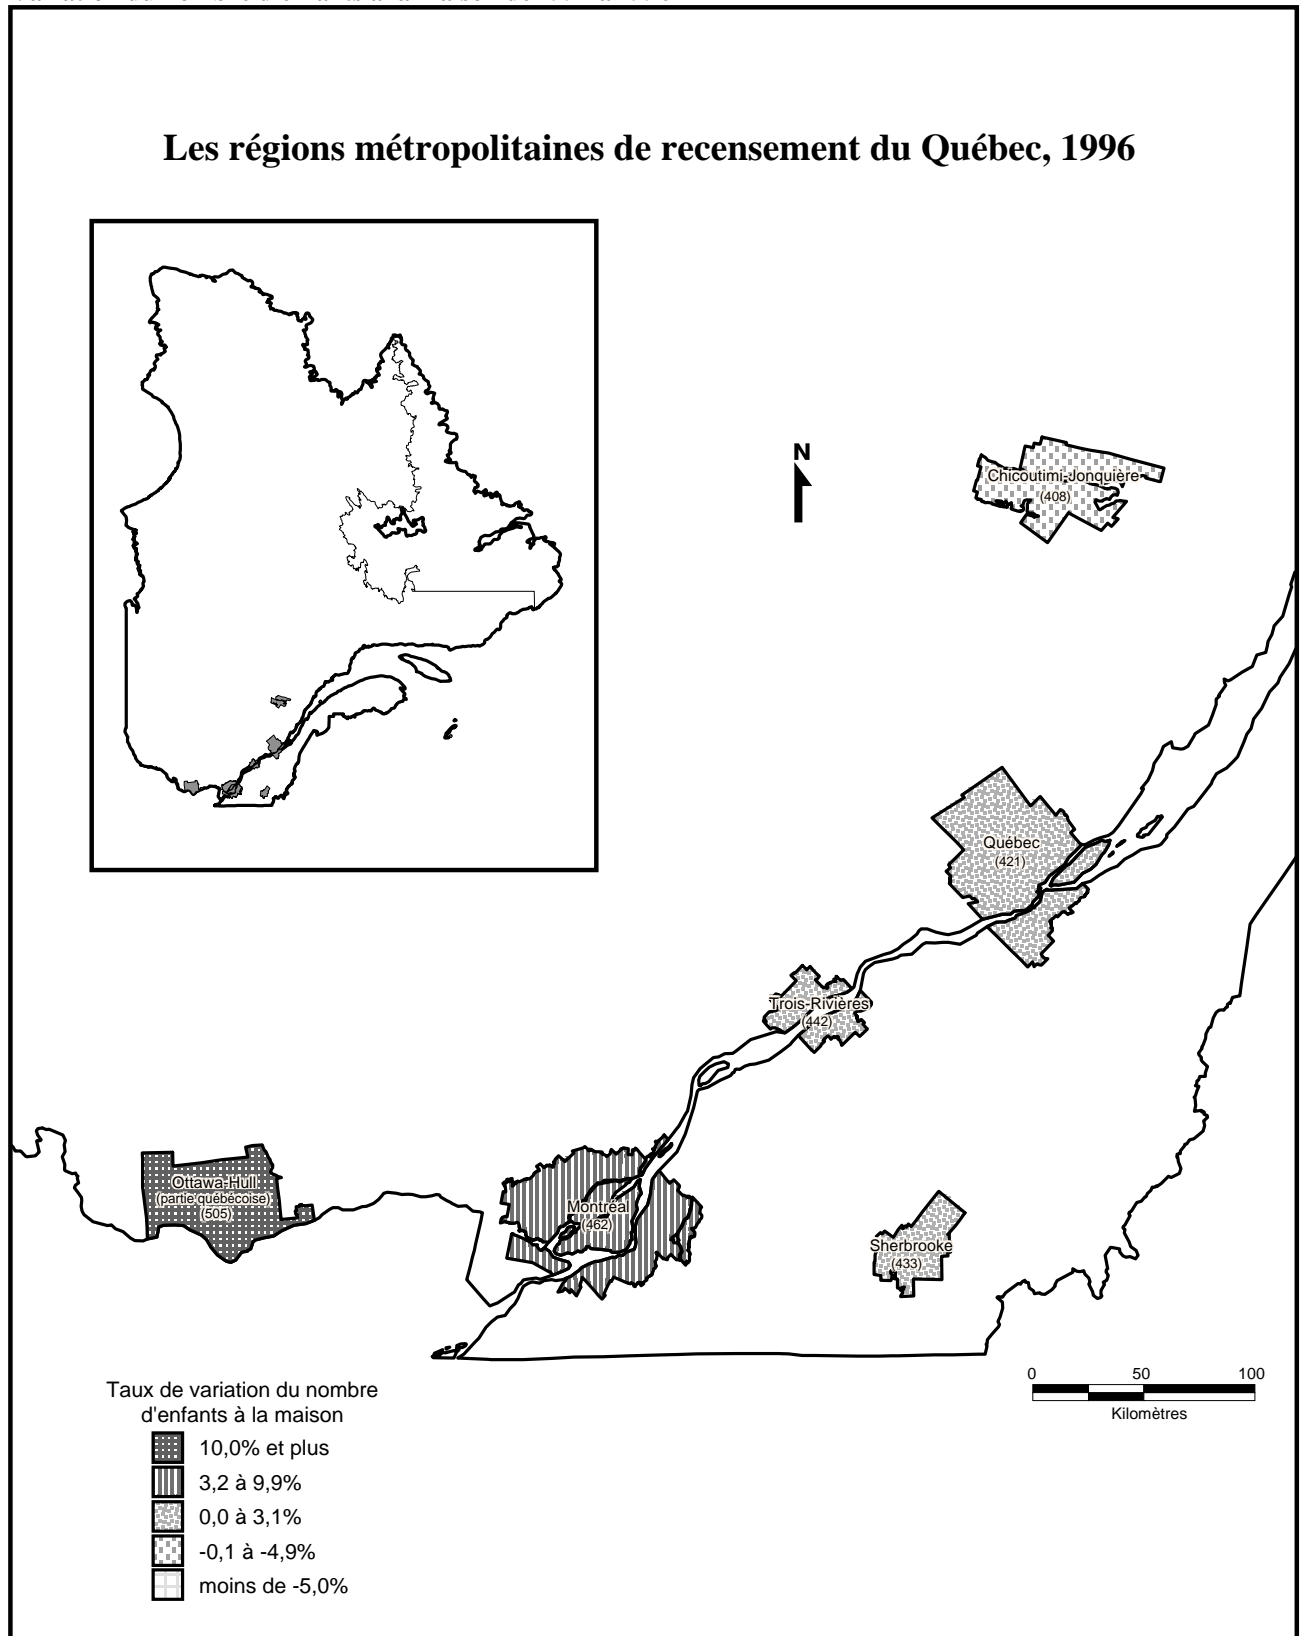 Les régions métropolitaines de recensement du Québec, 1996
N
Chicoutimi-Jonquière
(408)
Québec
(421)
Trois-Rivières
(442)
Ottawa-Hull
(partie québécoise)
(505)
Montréal
(462)
Sherbrooke
(433)
0 50 100
Kilomètres
Taux de variation du nombre
d'enfants à la maison
10,0% et plus
3,2 à 9,9%
0,0 à 3,1%
-0,1 à -4,9%
moins de -5,0%